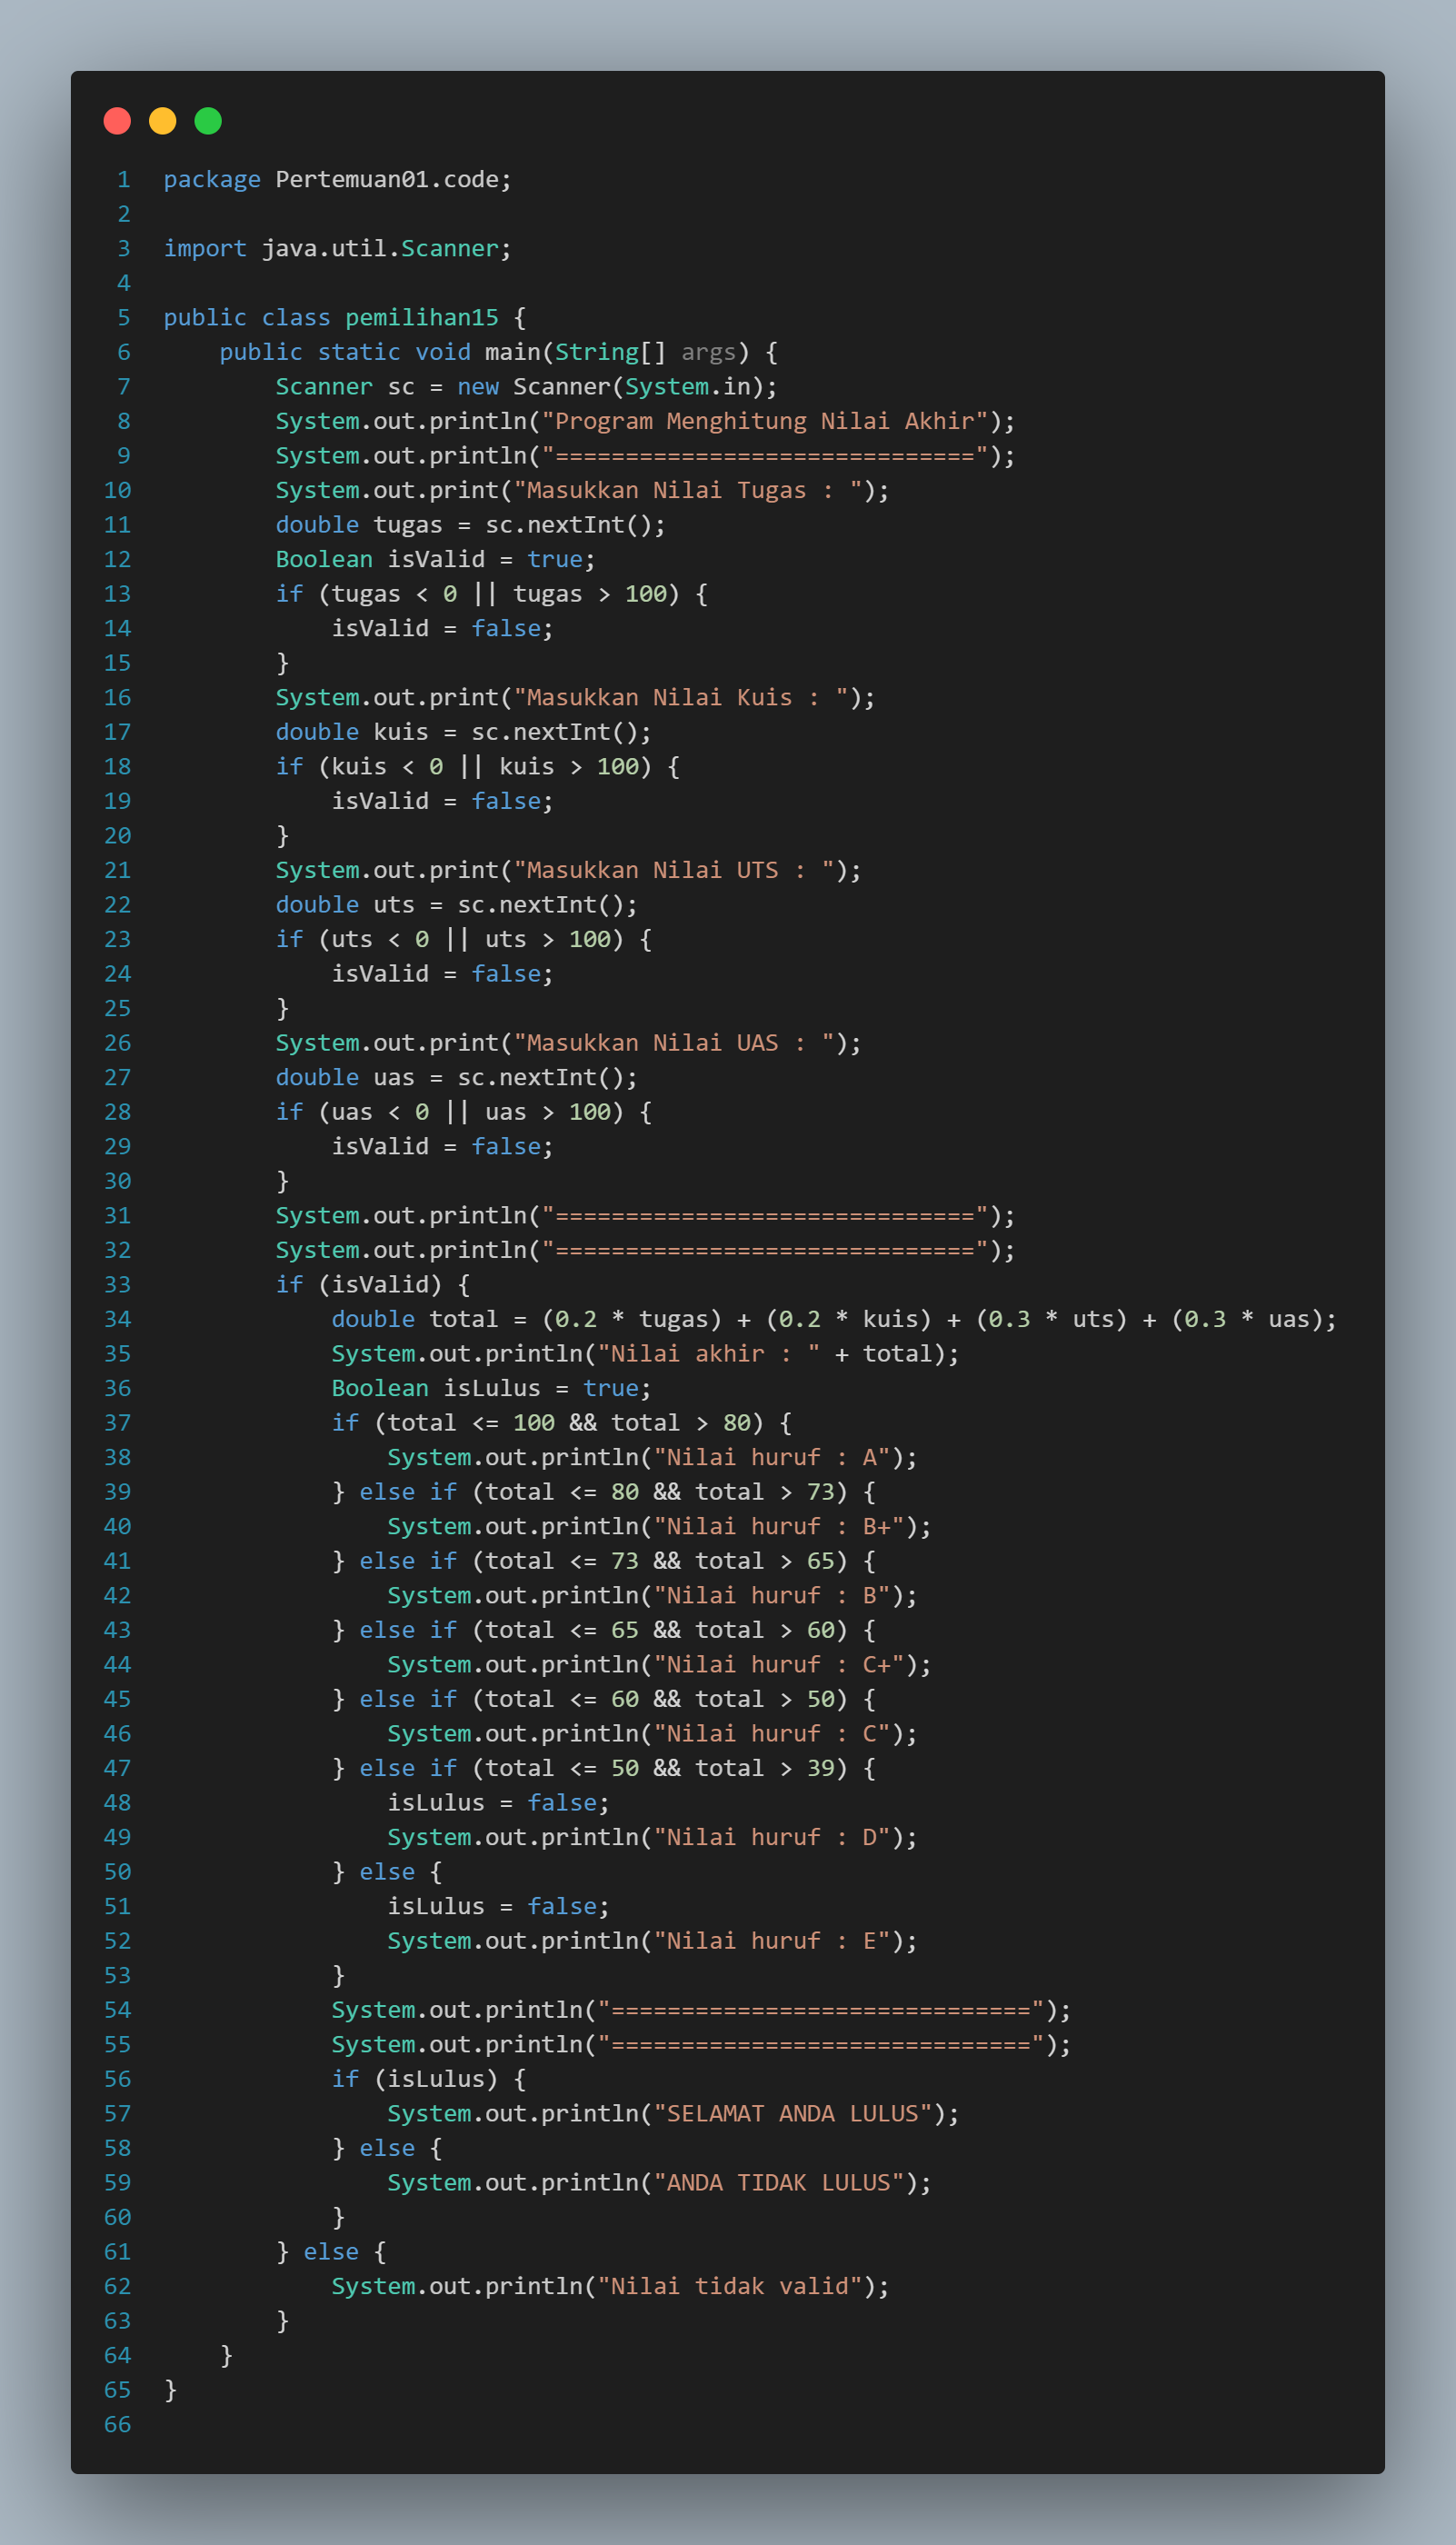 1 package Pertemuan01.code;
2
3 import java.util.Scanner;
4
5 public class pemilihan15 {
6     public static void main(String[] args) {
7         Scanner sc = new Scanner(System.in);
8         System.out.println("Program Menghitung Nilai Akhir");
9         System.out.println("==============================");
10         System.out.print("Masukkan Nilai Tugas : ");
11         double tugas = sc.nextInt();
12         Boolean isValid = true;
13         if (tugas < 0 || tugas > 100) {
14             isValid = false;
15         }
16         System.out.print("Masukkan Nilai Kuis : ");
17         double kuis = sc.nextInt();
18         if (kuis < 0 || kuis > 100) {
19             isValid = false;
20         }
21         System.out.print("Masukkan Nilai UTS : ");
22         double uts = sc.nextInt();
23         if (uts < 0 || uts > 100) {
24             isValid = false;
25         }
26         System.out.print("Masukkan Nilai UAS : ");
27         double uas = sc.nextInt();
28         if (uas < 0 || uas > 100) {
29             isValid = false;
30         }
31         System.out.println("==============================");
32         System.out.println("==============================");
33         if (isValid) {
34             double total = (0.2 * tugas) + (0.2 * kuis) + (0.3 * uts) + (0.3 * uas);
35             System.out.println("Nilai akhir : " + total);
36             Boolean isLulus = true;
37             if (total <= 100 && total > 80) {
38                 System.out.println("Nilai huruf : A");
39             } else if (total <= 80 && total > 73) {
40                 System.out.println("Nilai huruf : B+");
41             } else if (total <= 73 && total > 65) {
42                 System.out.println("Nilai huruf : B");
43             } else if (total <= 65 && total > 60) {
44                 System.out.println("Nilai huruf : C+");
45             } else if (total <= 60 && total > 50) {
46                 System.out.println("Nilai huruf : C");
47             } else if (total <= 50 && total > 39) {
48                 isLulus = false;
49                 System.out.println("Nilai huruf : D");
50             } else {
51                 isLulus = false;
52                 System.out.println("Nilai huruf : E");
53             }
54             System.out.println("==============================");
55             System.out.println("==============================");
56             if (isLulus) {
57                 System.out.println("SELAMAT ANDA LULUS");
58             } else {
59                 System.out.println("ANDA TIDAK LULUS");
60             }
61         } else {
62             System.out.println("Nilai tidak valid");
63         }
64     }
65 }
66